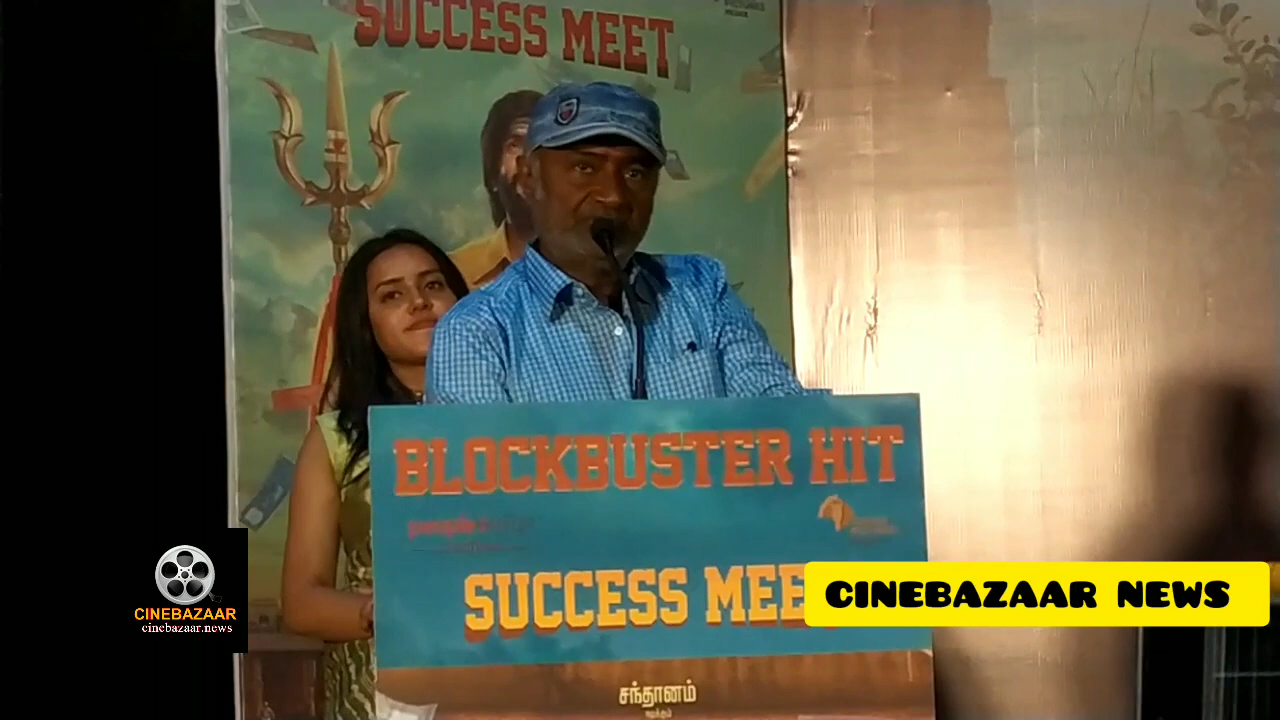 SUCCESS MEET
BLOCKBUSTER HIT
SUCCESS MEE
CINEBAZAAR NEWS
CINEBAZAAR
cinebazaar.news
சந்தானம்